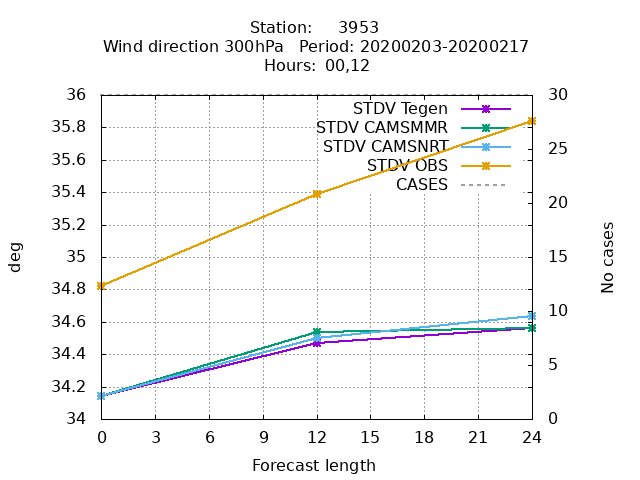 Station: 3953
Wind direction 300hPa Period: 20200203-20200217
Hours: 00,12
36 30
STDV Tegen
35.8 STDV CAMSMMR
25
STDV CAMSNRT
35.6 STDV OBS
CASES
35.4 20
35.2
deg 35 15 No cases
34.8
10
34.6
34.4 5
34.2
34 0
0 3 6 9 12 15 18 21 24
Forecast length